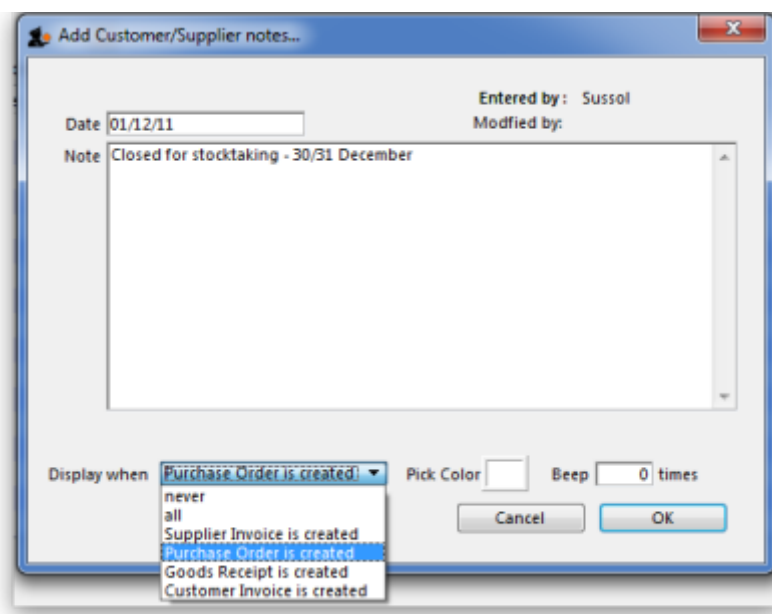 Add Customer/Supplier notes...
Entered by: Sussol
Date 01/12/11
Modfied by:
Note Closed for stocktaking - 30/31 December
Display when Purchase Order is created Pick Color Beep 0 times
never
all
Supplier Invoice is created
Purchase Order is created
Goods Receipt is created
Customer Invoice is created
Cancel OK